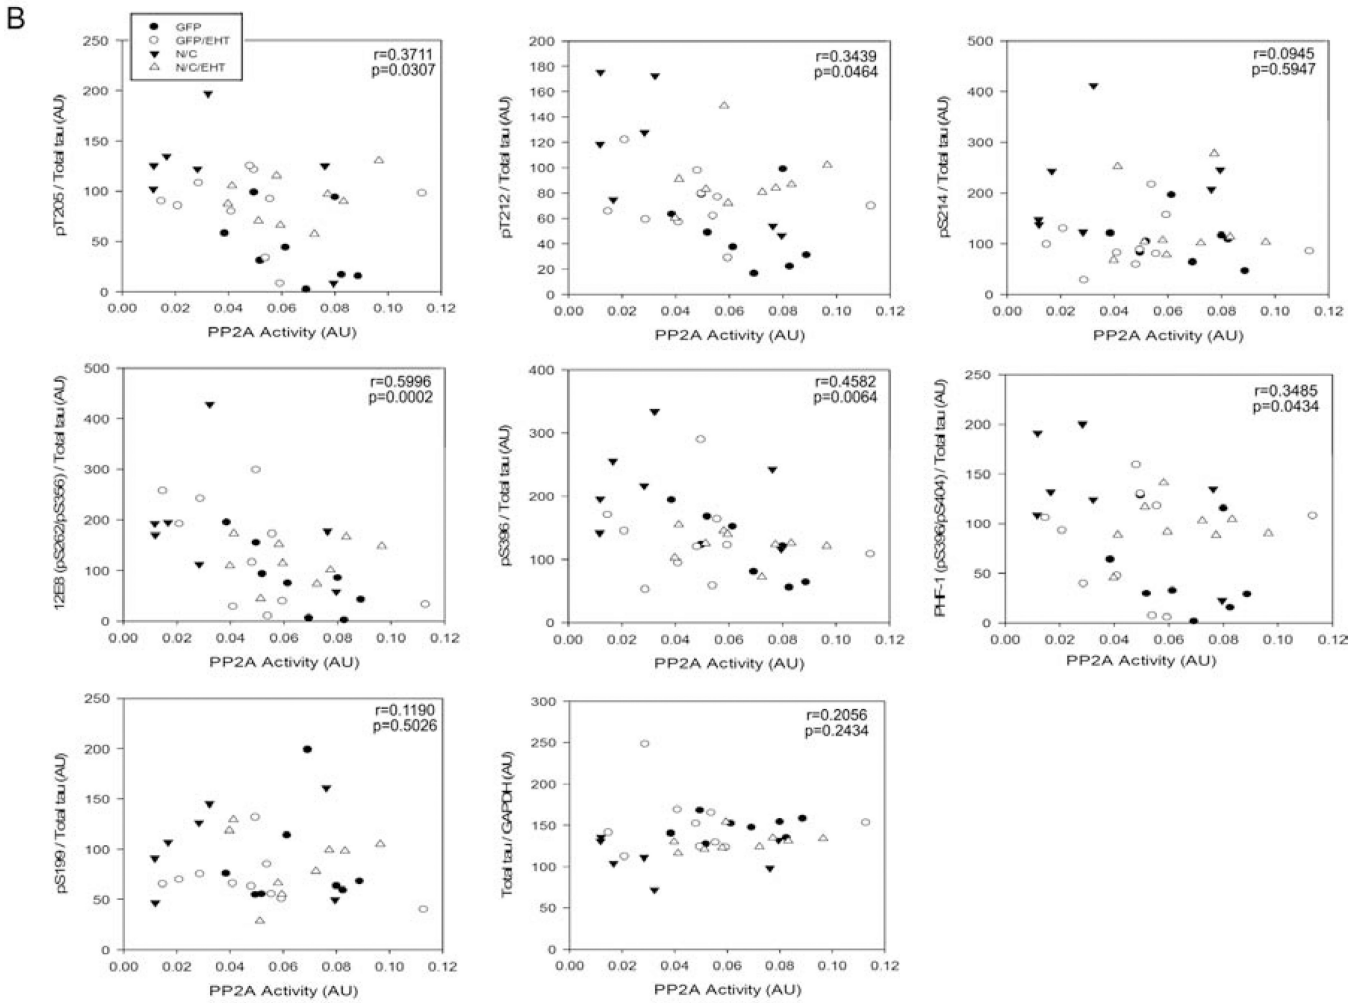 B
GFP
GFP/EHT
N/C
N/C/EHT
250
200
150
100
50
0
pT205 / Total tau (AU)
r=0.3711
p=0.0307
0.00 0.02 0.04 0.06 0.08 0.10 0.12
PP2A Activity (AU)
200
180
160
140
120
100
80
60
40
20
0
pT212 / Total tau (AU)
r=0.3439
p=0.0464
0.00 0.02 0.04 0.06 0.08 0.10 0.12
PP2A Activity (AU)
500
400
300
200
100
0
pS214 / Total tau (AU)
r=0.0945
p=0.5947
0.00 0.02 0.04 0.06 0.08 0.10 0.12
PP2A Activity (AU)
500
400
300
200
100
0
12E8 (pS262/pS356) / Total tau (AU)
r=0.5996
p=0.0002
0.00 0.02 0.04 0.06 0.08 0.10 0.12
PP2A Activity (AU)
400
300
200
100
0
pS396 / Total tau (AU)
r=0.4582
p=0.0064
0.00 0.02 0.04 0.06 0.08 0.10 0.12
PP2A Activity (AU)
250
200
150
100
50
0
PHF-1 (pS396/pS404) / Total tau (AU)
r=0.3485
p=0.0434
0.00 0.02 0.04 0.06 0.08 0.10 0.12
PP2A Activity (AU)
250
200
150
100
50
0
pS199 / Total tau (AU)
r=0.1190
p=0.5026
0.00 0.02 0.04 0.06 0.08 0.10 0.12
PP2A Activity (AU)
300
250
200
150
100
50
0
Total tau / GAPDH (AU)
r=0.2056
p=0.2434
0.00 0.02 0.04 0.06 0.08 0.10 0.12
PP2A Activity (AU)